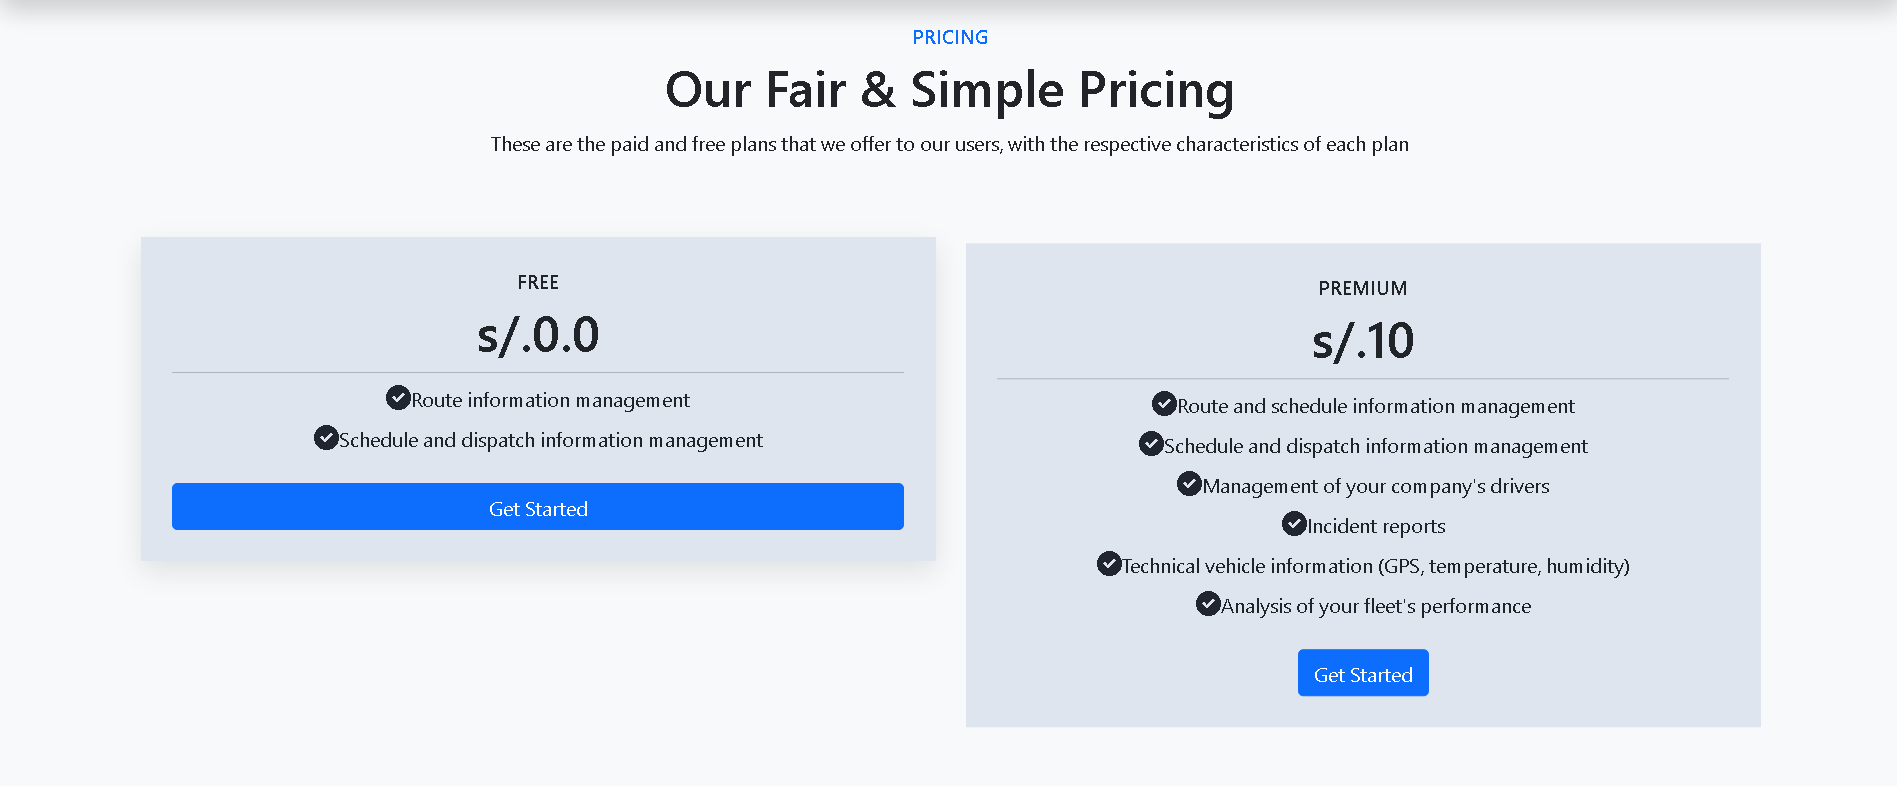 PRICING
Our Fair & Simple Pricing
These are the paid and free plans that we offer to our users, with the respective characteristics of each plan
FREE
s/.0.0
Route information management
Schedule and dispatch information management
Get Started
PREMIUM
s/.10
Route and schedule information management
Schedule and dispatch information management
Management of your company's drivers
Incident reports
Technical vehicle information (GPS, temperature, humidity)
Analysis of your fleet's performance
Get Started